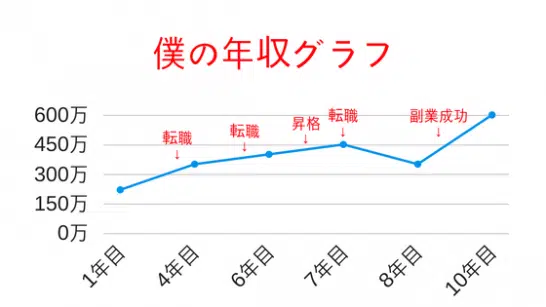 僕の年収グラフ
600万
450万
300万
150万
0万
転職
↓
転職
↓
昇格
↓
転職
↓
副業成功
↓
1年目
4年目
6年目
7年目
8年目
10年目